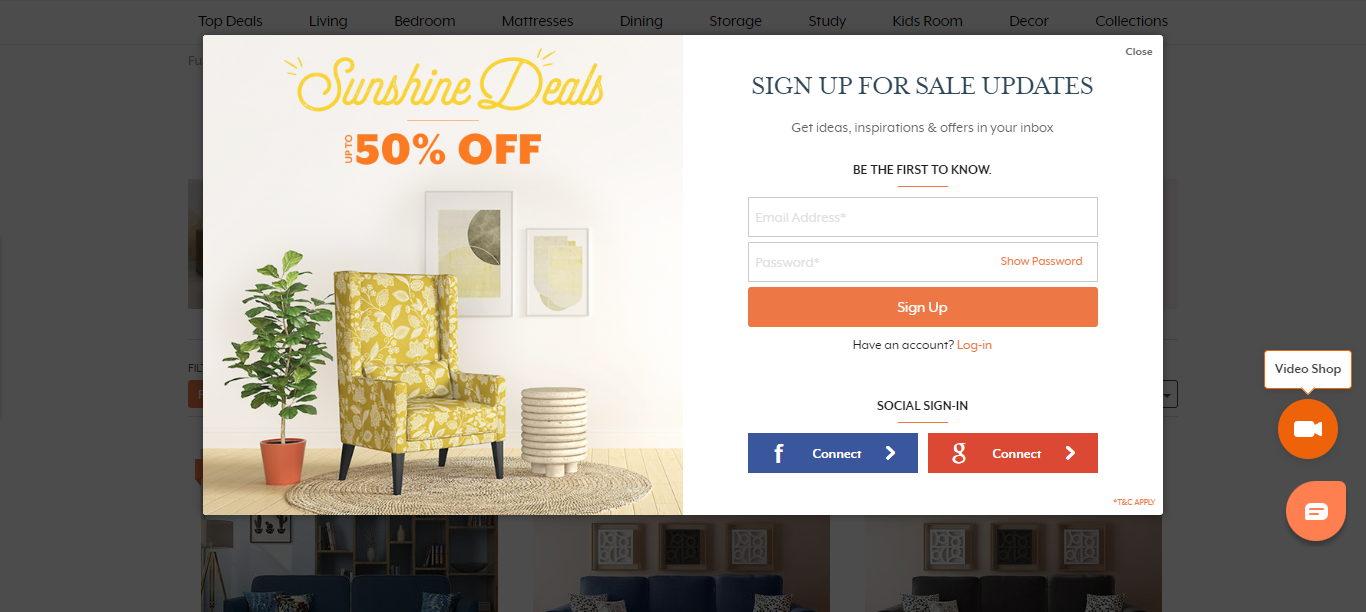 Top Deals Living Bedroom Mattresses Dining Storage Study Kids Room Decor Collections
Close
Sunshine Deals
UP TO 50% OFF
SIGN UP FOR SALE UPDATES
Get ideas, inspirations & offers in your inbox
BE THE FIRST TO KNOW.
Email Address*
Password*
Show Password
Sign Up
Have an account? Log-in
SOCIAL SIGN-IN
f Connect
g Connect
*T&C APPLY
Video Shop